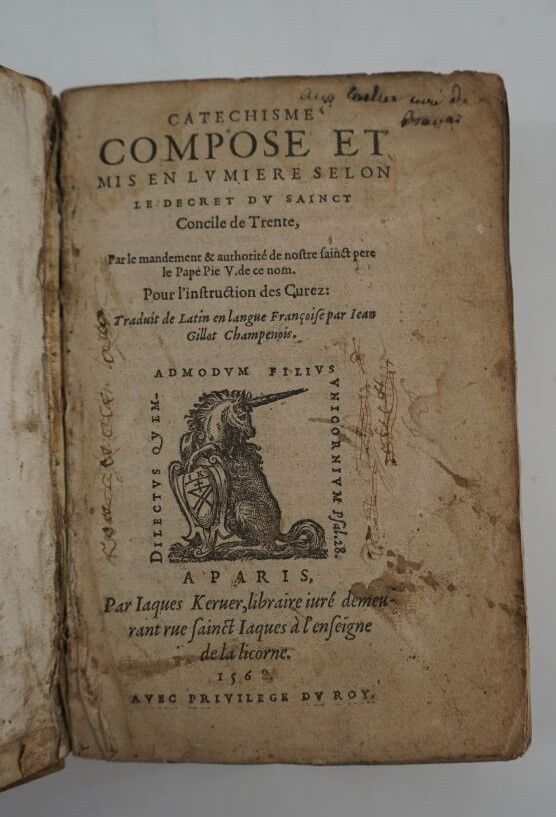 CATECHISME
COMPOSE ET
MIS EN LVMIERE SELON
LE DECRET DV SAINCT
Concile de Trente,
Par le mandement & authorité de nostre sainct pere
le Pape Pie V. de ce nom.
Pour l'instruction des Curez:
Traduit de Latin en langue Françoise par Iean
Gillot Champenois.
DILECTVS QVEM-
ADMODVM FILIVS
VNICORNIVM Psal. 28.
A PARIS,
Par Iaques Keruer, libraire iuré demeu-
rant rue sainct Iaques à l'enseigne
de la licorne.
156
AVEC PRIVILEGE DV ROY.